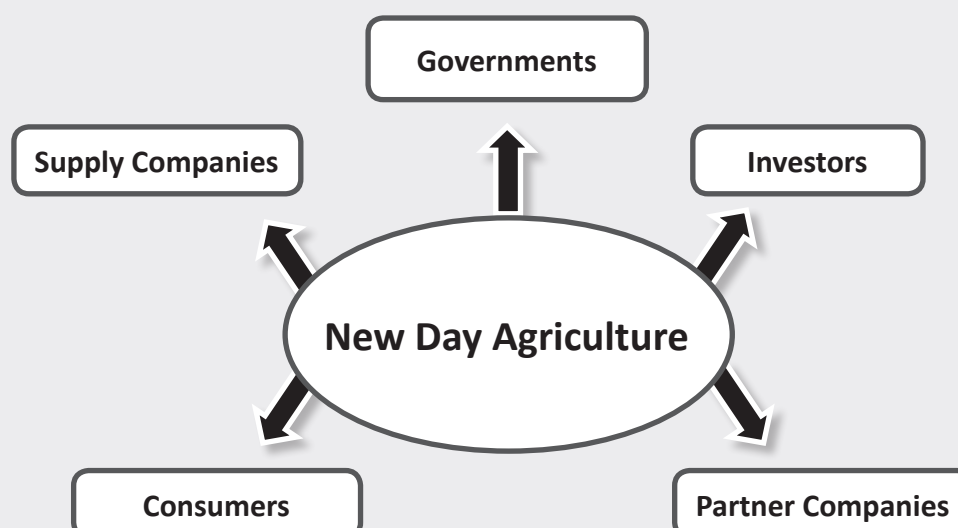 Governments
Supply Companies
Investors
New Day Agriculture
Consumers
Partner Companies